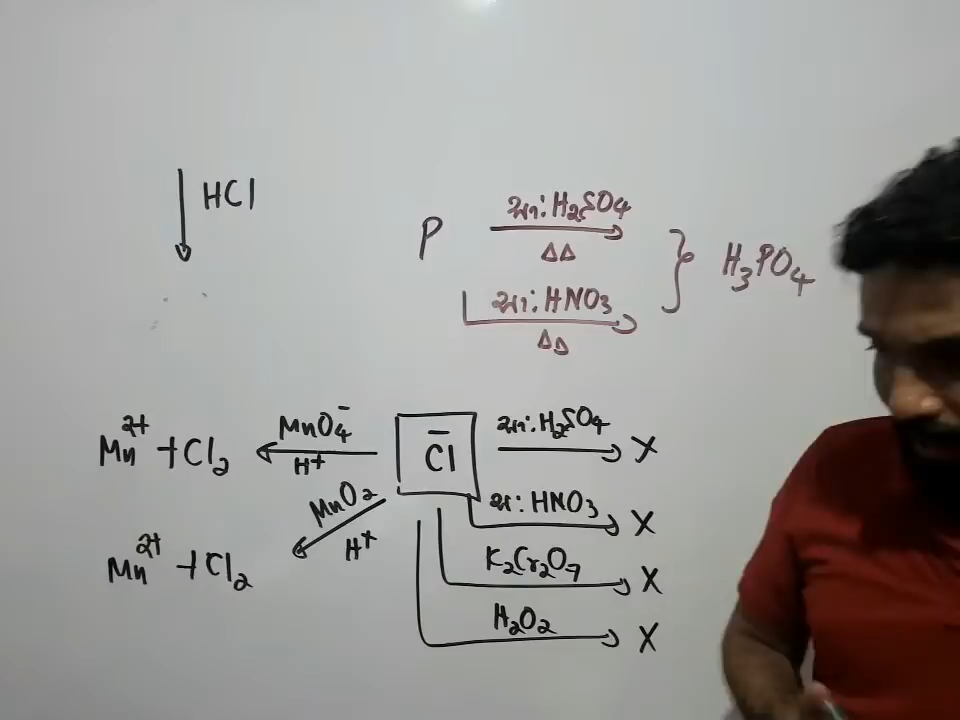 HCl
P සා: H₂SO₄ ΔΔ
සා: HNO₃ ΔΔ
H₃PO₄
Mn²⁺ + Cl₂ MnO₄⁻ H⁺ Cl⁻ සා: H₂SO₄ X
Mn²⁺ + Cl₂ MnO₂ H⁺ සා: HNO₃ X
K₂Cr₂O₇ X
H₂O₂ X